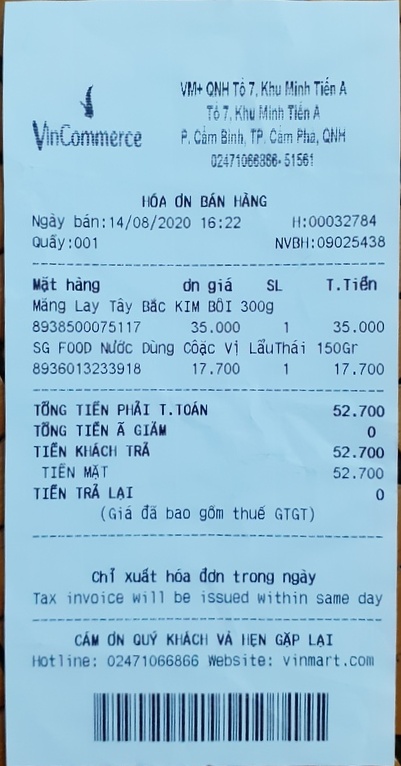 VinCommerce
VM+ QNH Tổ 7, Khu Minh Tiến A
Tổ 7, Khu Minh Tiến A
P. Cẩm Bình, TP. Cẩm Phả, QNH
02471066866-51561
HÓA ƠN BÁN HÀNG
Ngày bán:14/08/2020 16:22 H:00032784
Quầy:001 NVBH:09025438
Mặt hàng ơn giá SL T.Tiền
Măng Lay Tây Bắc KIM BÔI 300g
8938500075117 35.000 1 35.000
SG FOOD Nước Dùng Côặc Vị LẩuThái 150Gr
8936013233918 17.700 1 17.700
TỔNG TIỀN PHẢI T.TOÁN 52.700
TỔNG TIỀN Ã GIẢM 0
TIỀN KHÁCH TRẢ 52.700
TIỀN MẶT 52.700
TIỀN TRẢ LẠI 0
(Giá đã bao gồm thuế GTGT)
Chỉ xuất hóa đơn trong ngày
Tax invoice will be issued within same day
CẢM ƠN QUÝ KHÁCH VÀ HẸN GẶP LẠI
Hotline: 02471066866 Website: vinmart.com